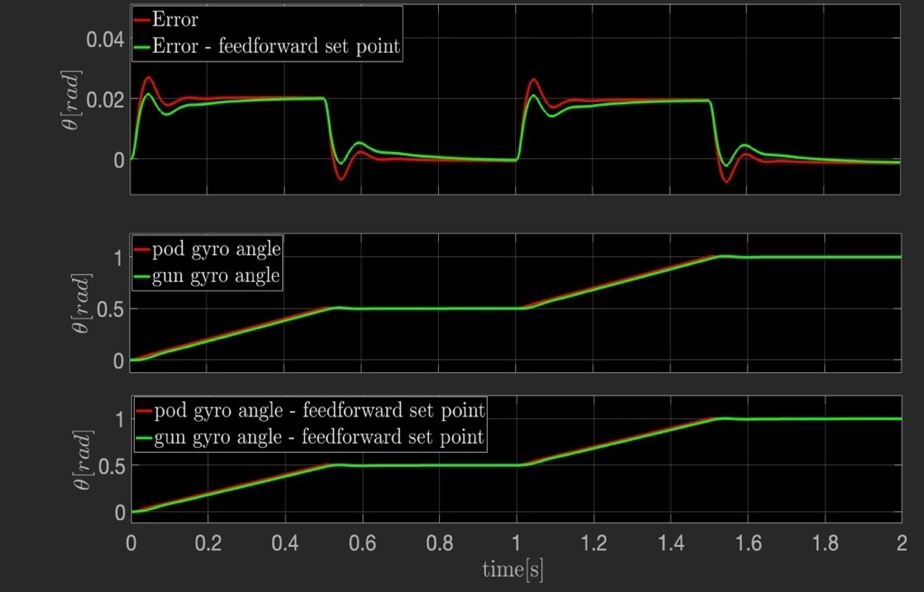 Error
Error - feedforward set point
θ[rad]
0.04
0.02
0
pod gyro angle
gun gyro angle
θ[rad]
1
0.5
0
pod gyro angle - feedforward set point
gun gyro angle - feedforward set point
θ[rad]
1
0.5
0
0 0.2 0.4 0.6 0.8 1 1.2 1.4 1.6 1.8 2
time[s]